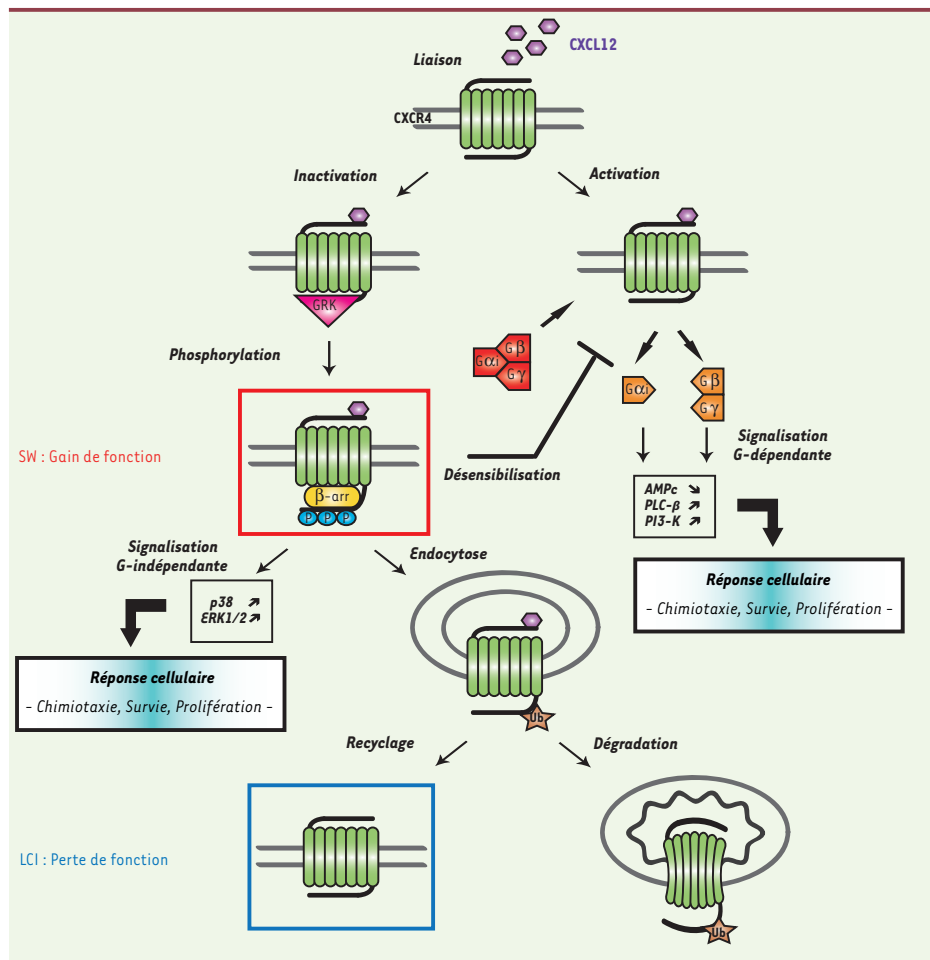 CXCL12
Liaison
CXCR4
Inactivation
Activation
GRK
Phosphorylation
Gαi
Gβ
Gγ
Gαi
Gβ
Gγ
SW : Gain de fonction
β-arr
P P P
Désensibilisation
Signalisation
G-dépendante
AMPc ↘
PLC-β ↗
PI3-K ↗
Réponse cellulaire
- Chimiotaxie, Survie, Prolifération -
Signalisation
G-indépendante
p38 ↗
ERK1/2 ↗
Réponse cellulaire
- Chimiotaxie, Survie, Prolifération -
Endocytose
Ub
Recyclage
Dégradation
LCI : Perte de fonction
Ub